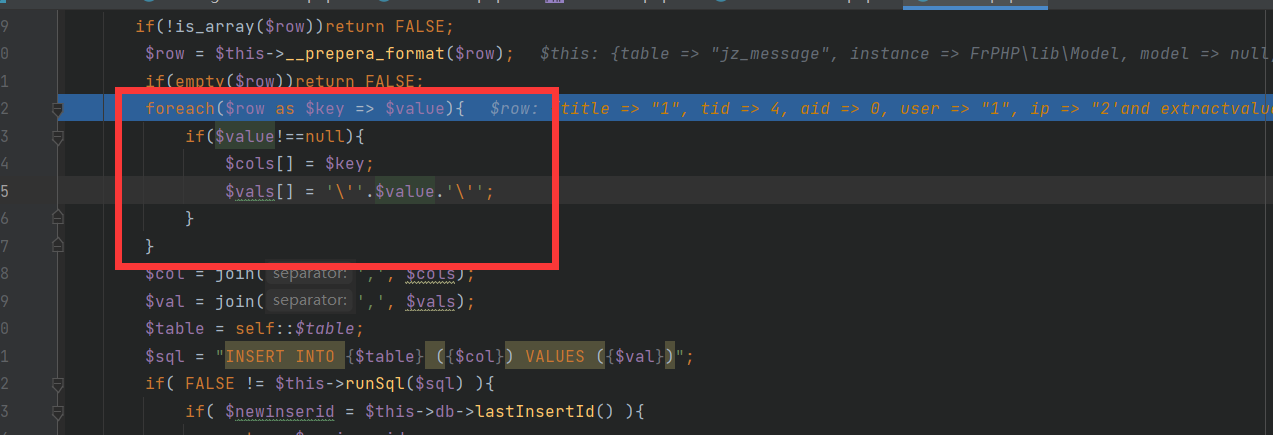 9 if(!is_array($row))return FALSE;
0 $row = $this->__prepera_format($row); $this: {table => "jz_message", instance => FrPHP\lib\Model, model => null,
1 if(empty($row))return FALSE;
2 foreach($row as $key => $value){ $row: {title => "1", tid => 4, aid => 0, user => "1", ip => "2'and extractvalue
3 if($value!==null){
4 $cols[] = $key;
5 $vals[] = '\''.$value.'\'';
6 }
7 }
8 $col = join( separator: ',', $cols);
9 $val = join( separator: ',', $vals);
0 $table = self::$table;
1 $sql = "INSERT INTO {$table} ({$col}) VALUES ({$val})";
2 if( FALSE != $this->runSql($sql) ){
3 if( $newinserid = $this->db->lastInsertId() ){